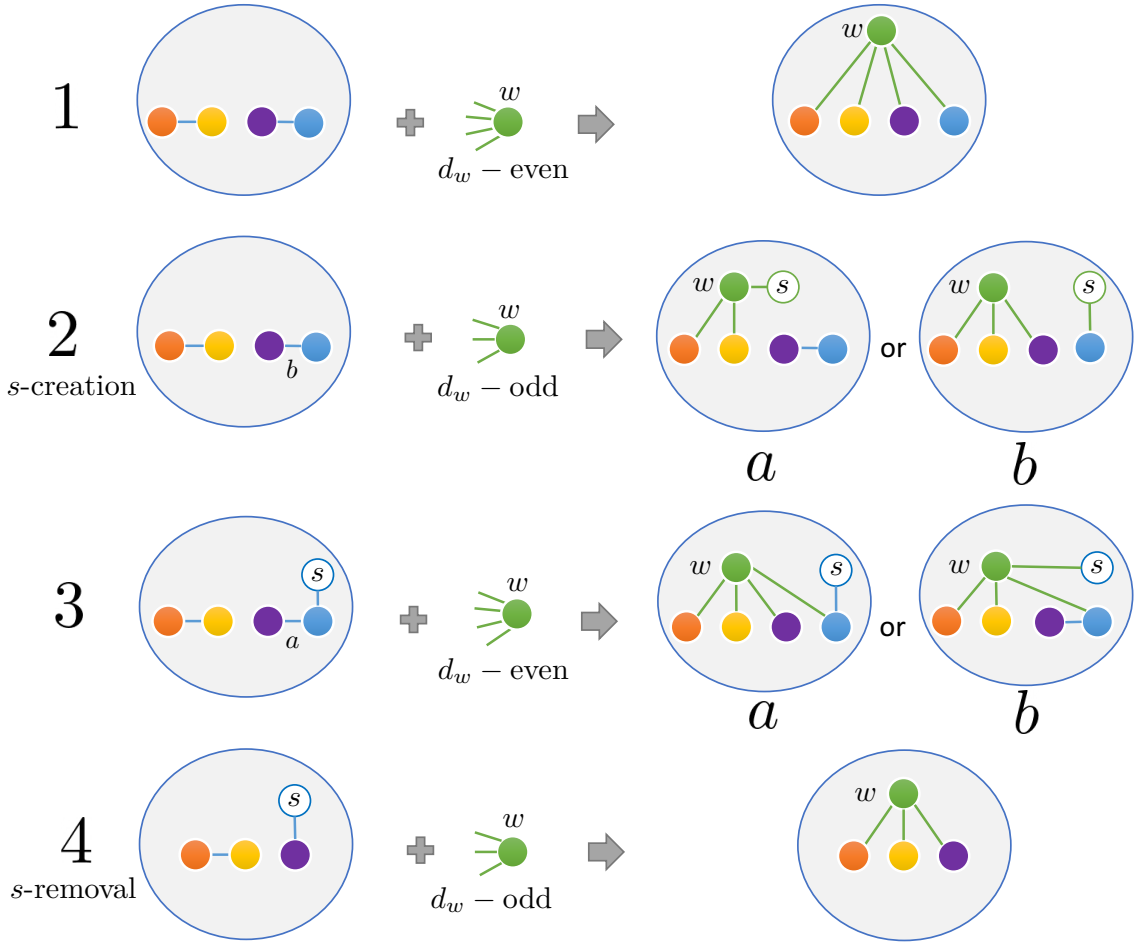 1
w
d_w − even
w
2
s-creation
b
w
d_w − odd
w
s
or
w
s
a
b
3
s
a
w
d_w − even
w
s
or
w
s
a
b
4
s-removal
s
w
d_w − odd
w